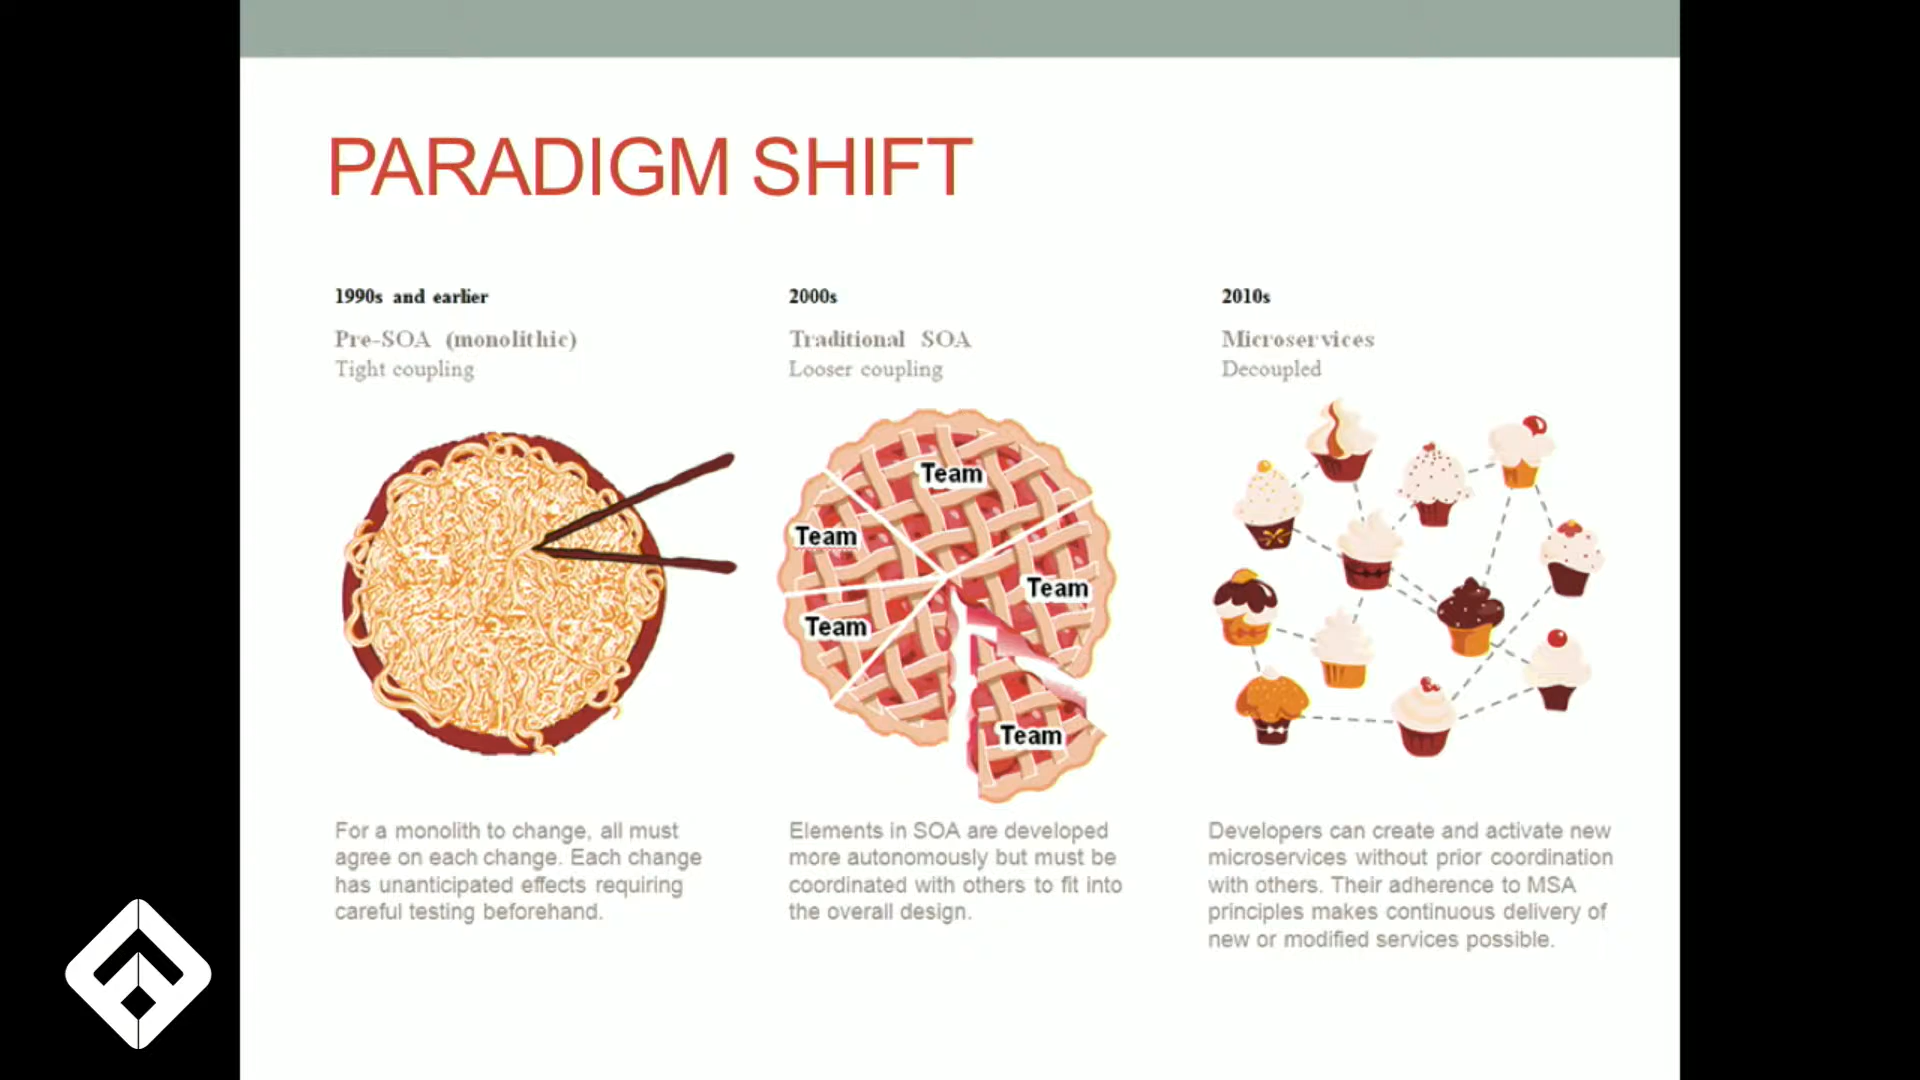 PARADIGM SHIFT
1990s and earlier
Pre-SOA (monolithic)
Tight coupling
2000s
Traditional SOA
Looser coupling
2010s
Microservices
Decoupled
Team
Team
Team
Team
Team
For a monolith to change, all must
agree on each change. Each change
has unanticipated effects requiring
careful testing beforehand.
Elements in SOA are developed
more autonomously but must be
coordinated with others to fit into
the overall design.
Developers can create and activate new
microservices without prior coordination
with others. Their adherence to MSA
principles makes continuous delivery of
new or modified services possible.